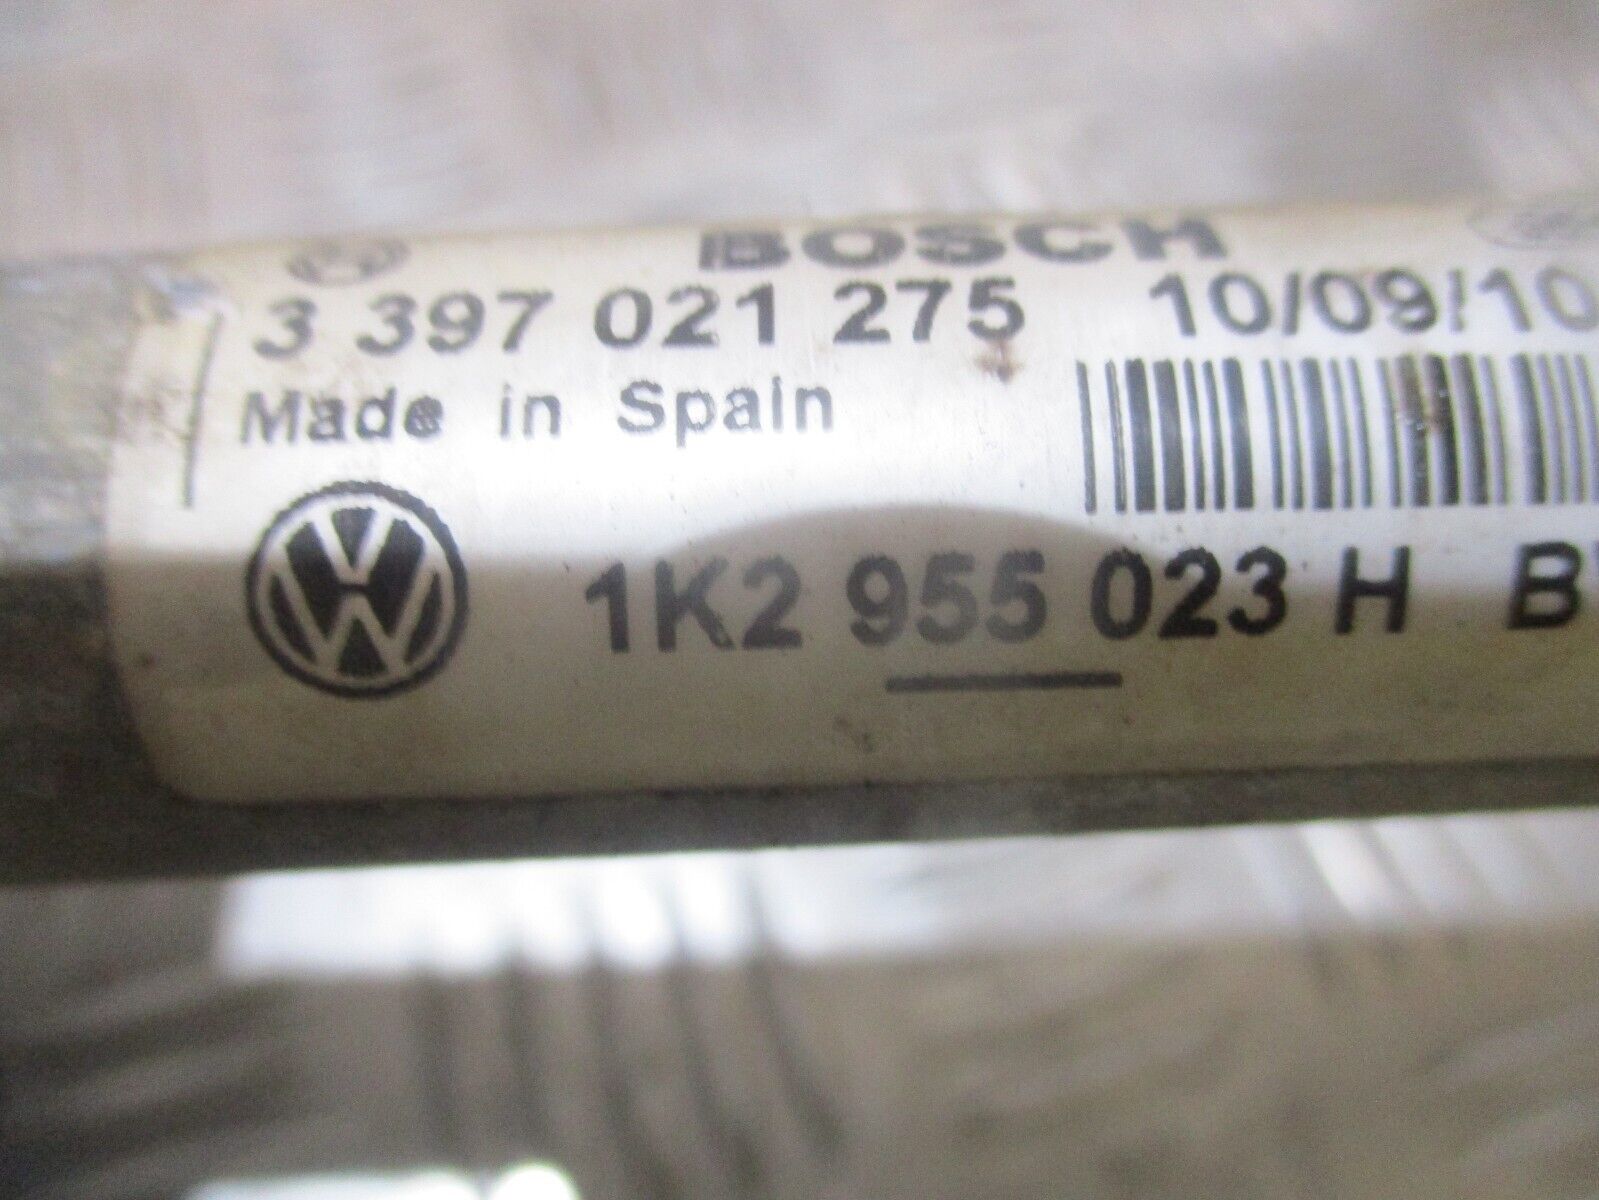 BOSCH
3 397 021 275 10/09/10
Made in Spain
1K2 955 023 H B